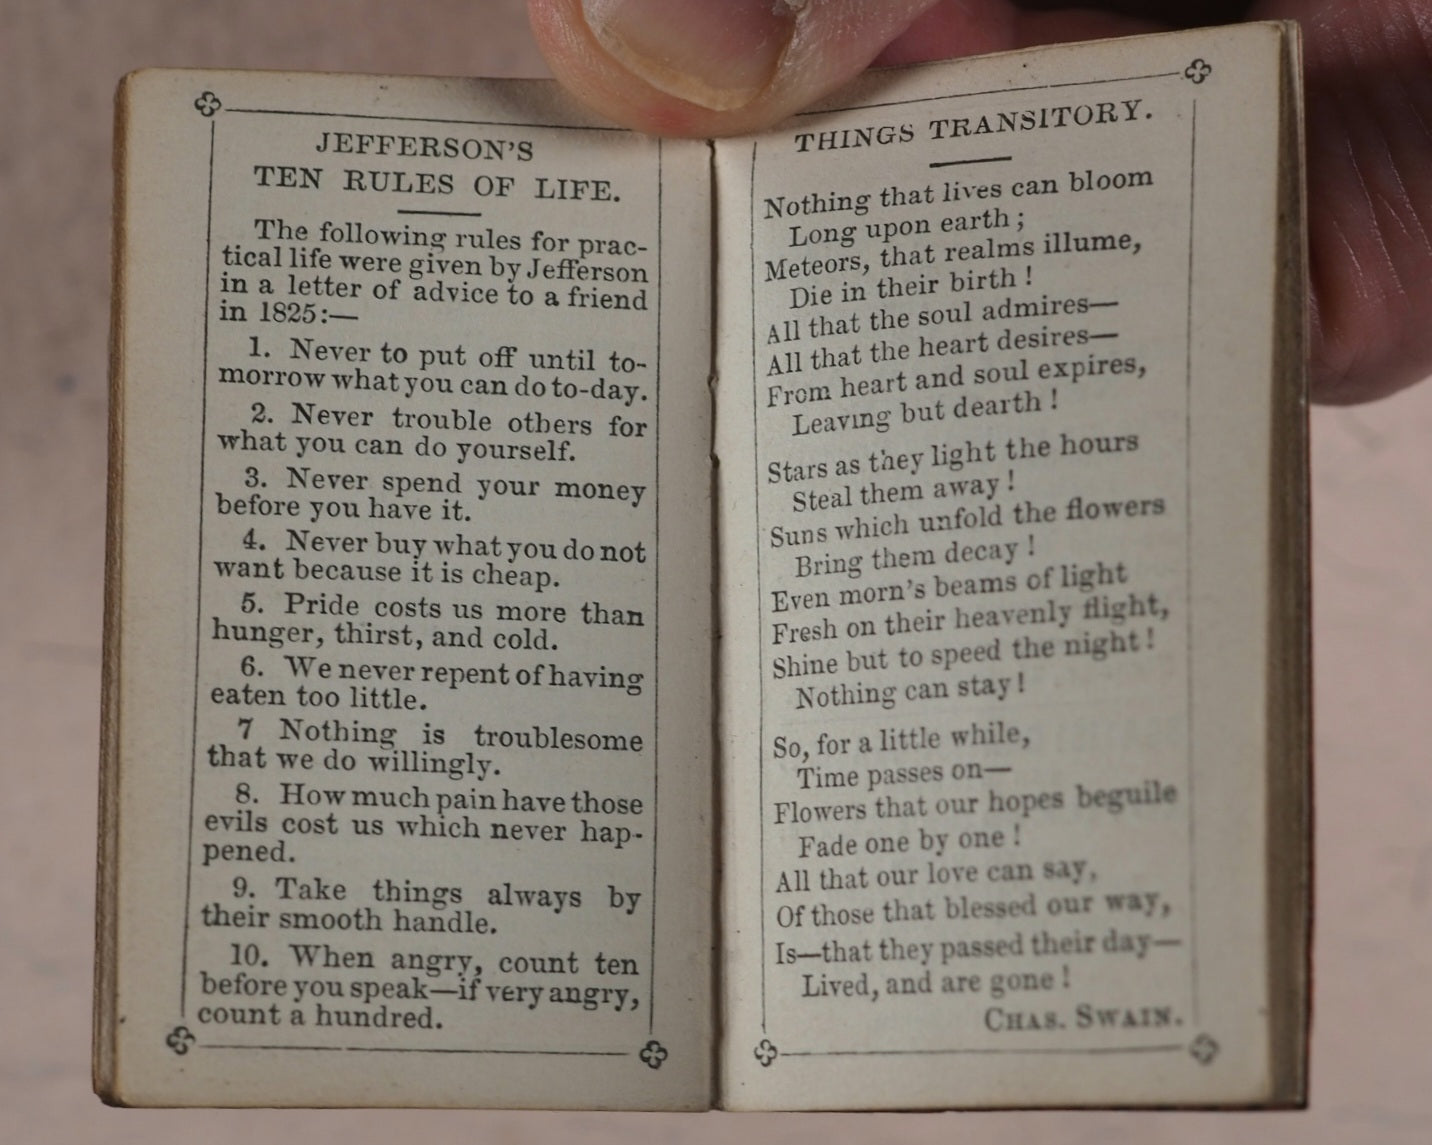 JEFFERSON'S
TEN RULES OF LIFE.
The following rules for prac-
tical life were given by Jefferson
in a letter of advice to a friend
in 1825:—
1. Never to put off until to-
morrow what you can do to-day.
2. Never trouble others for
what you can do yourself.
3. Never spend your money
before you have it.
4. Never buy what you do not
want because it is cheap.
5. Pride costs us more than
hunger, thirst, and cold.
6. We never repent of having
eaten too little.
7 Nothing is troublesome
that we do willingly.
8. How much pain have those
evils cost us which never hap-
pened.
9. Take things always by
their smooth handle.
10. When angry, count ten
before you speak—if very angry,
count a hundred.
THINGS TRANSITORY.
Nothing that lives can bloom
Long upon earth;
Meteors, that realms illume,
Die in their birth!
All that the soul admires—
All that the heart desires—
From heart and soul expires,
Leaving but dearth!
Stars as they light the hours
Steal them away!
Suns which unfold the flowers
Bring them decay!
Even morn's beams of light
Fresh on their heavenly flight,
Shine but to speed the night!
Nothing can stay!
So, for a little while,
Time passes on—
Flowers that our hopes beguile
Fade one by one!
All that our love can say,
Of those that blessed our way,
Is—that they passed their day—
Lived, and are gone!
CHAS. SWAIN.